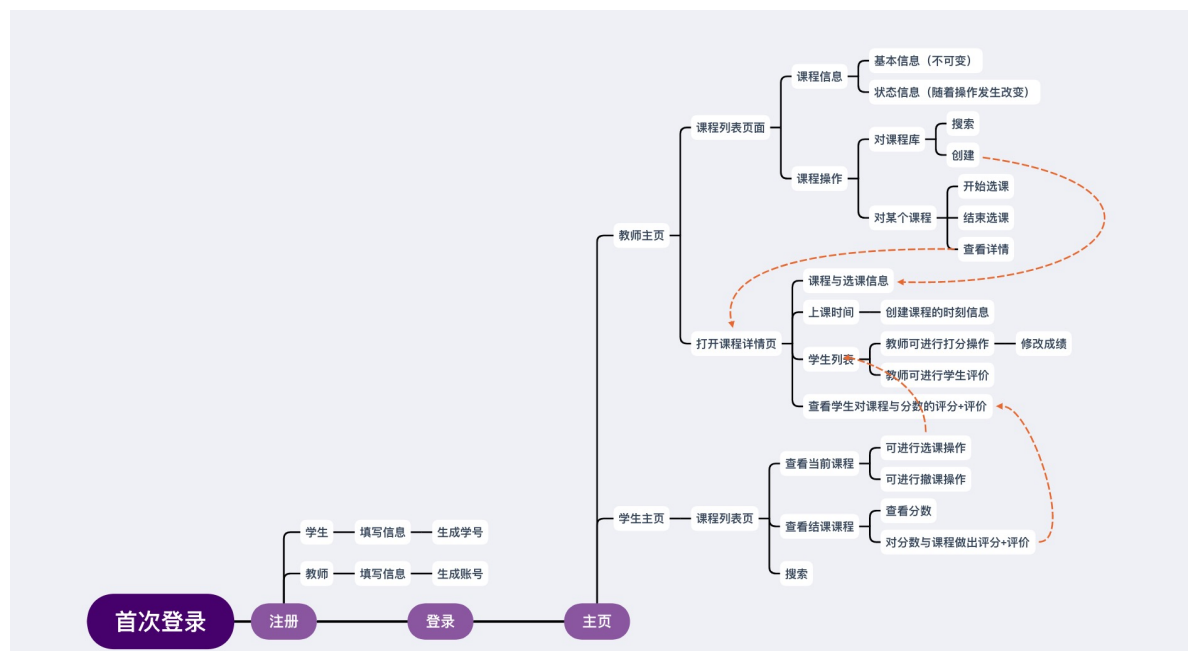 基本信息（不可变）
课程信息
状态信息（随着操作发生改变）
课程列表页面
搜索
对课程库
创建
课程操作
开始选课
对某个课程
结束选课
查看详情
教师主页
课程与选课信息
上课时间
创建课程的时刻信息
打开课程详情页
教师可进行打分操作
修改成绩
学生列表
教师可进行学生评价
查看学生对课程与分数的评分+评价
可进行选课操作
查看当前课程
可进行撤课操作
学生主页
课程列表页
查看分数
查看结课课程
对分数与课程做出评分+评价
搜索
学生
填写信息
生成学号
教师
填写信息
生成账号
首次登录
注册
登录
主页